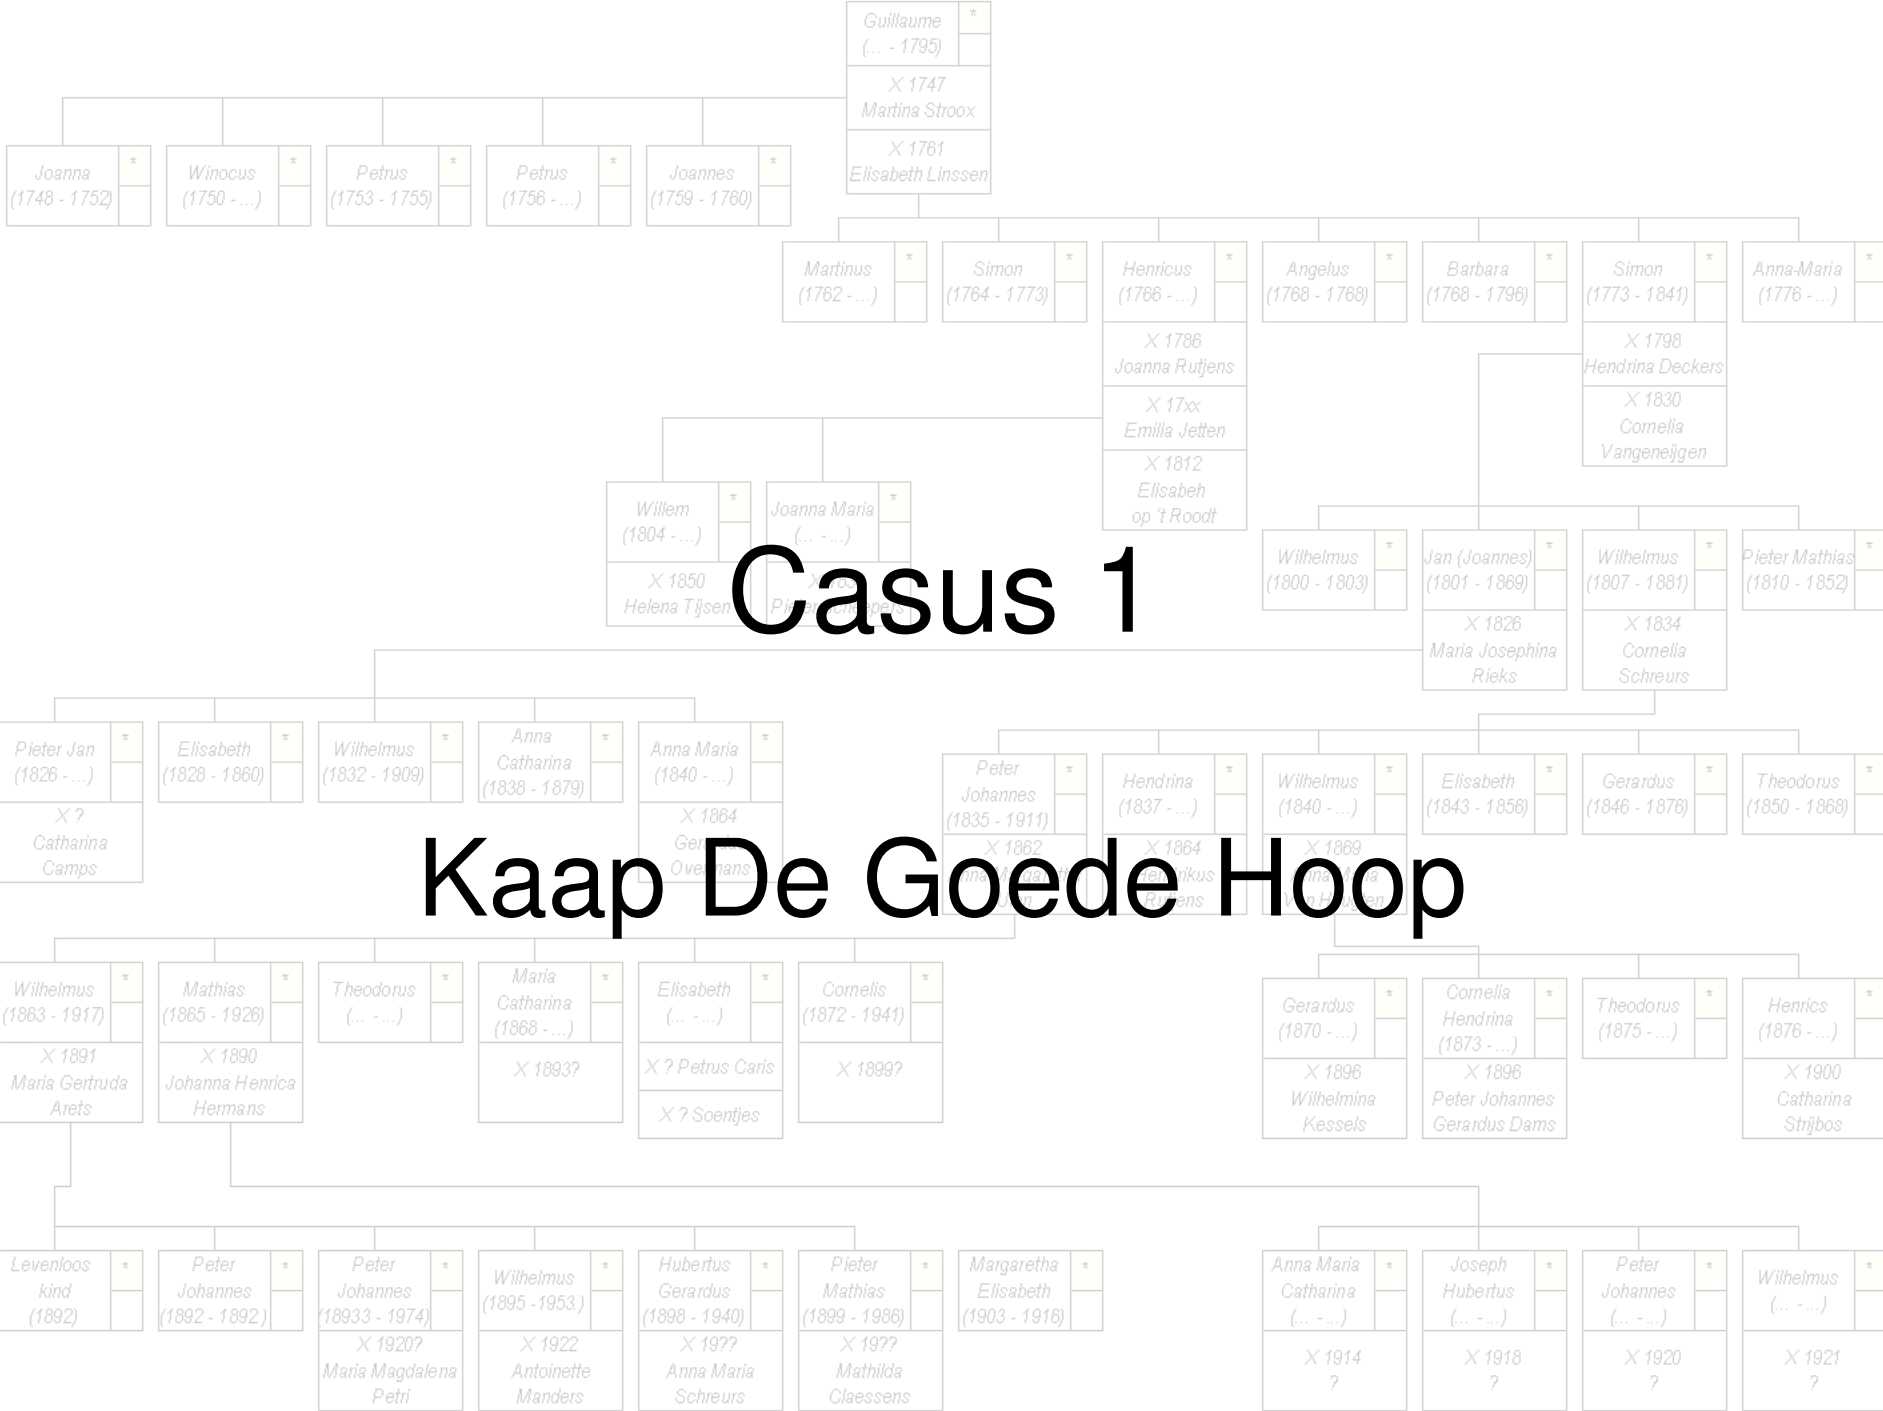 Guillaume *
(... - 1795)
X 1747
Martina Stroox
X 1761
Elisabeth Linssen
Joanna *
(1748 - 1752)
Winocus *
(1750 - ...)
Petrus *
(1753 - 1755)
Petrus *
(1756 - ...)
Joannes *
(1759 - 1760)
Martinus *
(1762 - ...)
Simon *
(1764 - 1773)
Henricus *
(1766 - ...)
X 1786
Joanna Rutjens
X 17xx
Emilia Jetten
X 1812
Elisabeh
op 't Roodt
Angelus *
(1768 - 1768)
Barbara *
(1768 - 1796)
Simon *
(1773 - 1841)
X 1798
Hendrina Deckers
X 1830
Cornelia
Vangeneijgen
Anna-Maria *
(1776 - ...)
Willem *
(1804 - ...)
X 1850
Helena Tijsen
Joanna Maria *
(... - ...)
Wilhelmus *
(1800 - 1803)
Jan (Joannes) *
(1801 - 1869)
X 1826
Maria Josephina
Rieks
Wilhelmus *
(1807 - 1881)
X 1834
Cornelia
Schreurs
Pieter Mathias *
(1810 - 1852)
Casus 1
Pieter Jan *
(1826 - ...)
X ?
Catharina
Camps
Elisabeth *
(1828 - 1860)
Wilhelmus *
(1832 - 1909)
Anna *
Catharina
(1838 - 1879)
Anna Maria *
(1840 - ...)
X 1864
Peter *
Johannes
(1835 - 1911)
X 1862
Hendrina *
(1837 - ...)
X 1864
Hendrikus
Wilhelmus *
(1840 - ...)
X 1869
Elisabeth *
(1843 - 1856)
Gerardus *
(1846 - 1876)
Theodorus *
(1850 - 1868)
Kaap De Goede Hoop
Wilhelmus *
(1863 - 1917)
X 1891
Maria Gertruda
Arets
Mathias *
(1865 - 1926)
X 1890
Johanna Henrica
Hermans
Theodorus *
(... - ...)
Maria *
Catharina
(1868 - ...)
X 1893?
Elisabeth *
(... - ...)
X ? Petrus Caris
X ? Soentjes
Cornelis *
(1872 - 1941)
X 1899?
Gerardus *
(1870 - ...)
X 1896
Wilhelmina
Kessels
Cornelia *
Hendrina
(1873 - ...)
X 1896
Peter Johannes
Gerardus Dams
Theodorus *
(1875 - ...)
Henrics *
(1876 - ...)
X 1900
Catharina
Strijbos
Levenloos *
kind
(1892)
Peter *
Johannes
(1892 - 1892)
Peter *
Johannes
(18933 - 1974)
X 1920?
Maria Magdalena
Petri
Wilhelmus *
(1895 -1953.)
X 1922
Antoinette
Manders
Hubertus *
Gerardus
(1898 - 1940)
X 19??
Anna Maria
Schreurs
Pieter *
Mathias
(1899 - 1986)
X 19??
Mathilda
Claessens
Margaretha *
Elisabeth
(1903 - 1916)
Anna Maria *
Catharina
(... - ...)
X 1914
?
Joseph *
Hubertus
(... - ...)
X 1918
?
Peter *
Johannes
(... - ...)
X 1920
?
Wilhelmus *
(... - ...)
X 1921
?